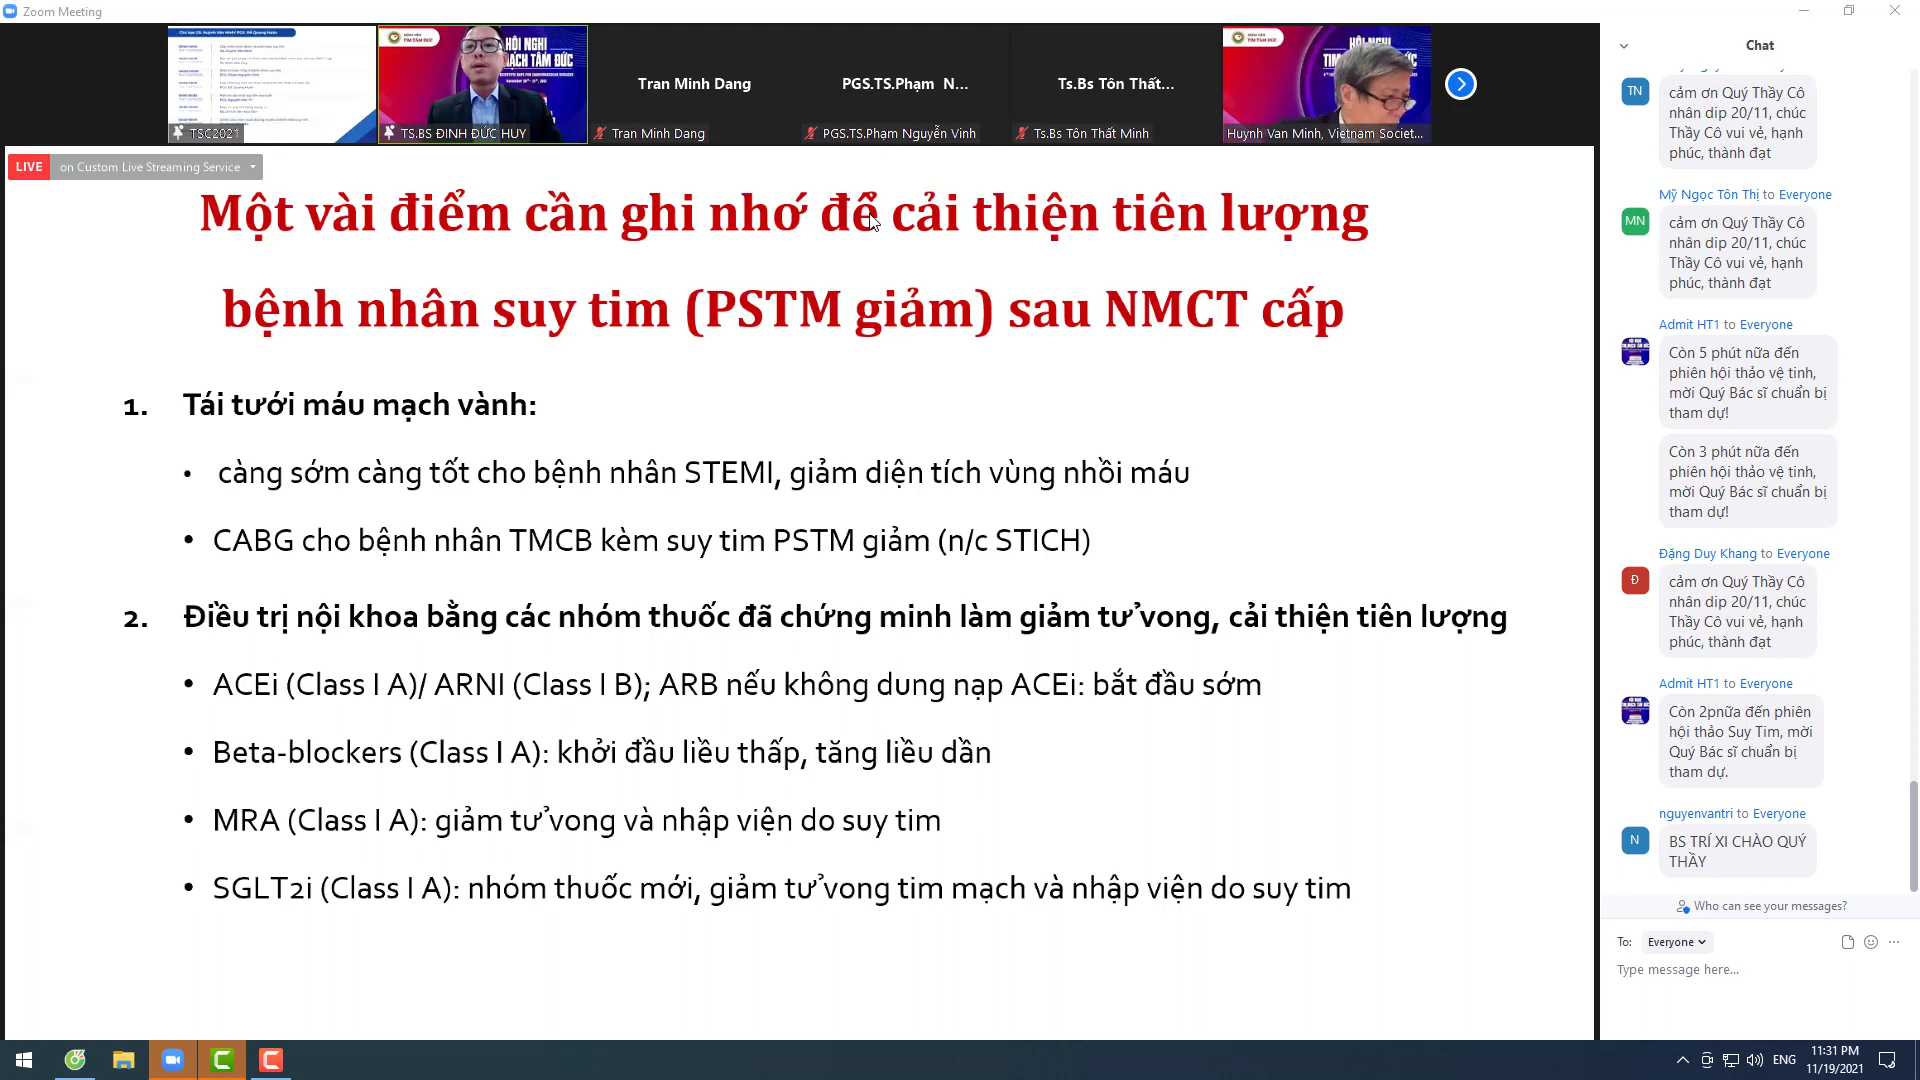 Zoom Meeting
TSC2021
BỆNH VIỆN
TIM TÂM ĐỨC
HỘI NGHỊ
TS.BS ĐINH ĐỨC HUY
Tran Minh Dang
Tran Minh Dang
PGS.TS.Phạm N...
PGS.TS.Phạm Nguyễn Vinh
Ts.Bs Tôn Thất...
Ts.Bs Tôn Thất Minh
Huynh Van Minh, Vietnam Societ...
LIVE on Custom Live Streaming Service
Một vài điểm cần ghi nhớ để cải thiện tiên lượng
bệnh nhân suy tim (PSTM giảm) sau NMCT cấp
1. Tái tưới máu mạch vành:
• càng sớm càng tốt cho bệnh nhân STEMI, giảm diện tích vùng nhồi máu
• CABG cho bệnh nhân TMCB kèm suy tim PSTM giảm (n/c STICH)
2. Điều trị nội khoa bằng các nhóm thuốc đã chứng minh làm giảm tử vong, cải thiện tiên lượng
• ACEi (Class I A)/ ARNI (Class I B); ARB nếu không dung nạp ACEi: bắt đầu sớm
• Beta-blockers (Class I A): khởi đầu liều thấp, tăng liều dần
• MRA (Class I A): giảm tử vong và nhập viện do suy tim
• SGLT2i (Class I A): nhóm thuốc mới, giảm tử vong tim mạch và nhập viện do suy tim
Chat
TN
cảm ơn Quý Thầy Cô
nhân dip 20/11, chúc
Thầy Cô vui vẻ, hạnh
phúc, thành đạt
Mỹ Ngọc Tôn Thị to Everyone
MN
cảm ơn Quý Thầy Cô
nhân dip 20/11, chúc
Thầy Cô vui vẻ, hạnh
phúc, thành đạt
Admit HT1 to Everyone
Còn 5 phút nữa đến
phiên hội thảo vệ tinh,
mời Quý Bác sĩ chuẩn bị
tham dự!
Còn 3 phút nữa đến
phiên hội thảo vệ tinh,
mời Quý Bác sĩ chuẩn bị
tham dự!
Đặng Duy Khang to Everyone
Đ
cảm ơn Quý Thầy Cô
nhân dip 20/11, chúc
Thầy Cô vui vẻ, hạnh
phúc, thành đạt
Admit HT1 to Everyone
Còn 2pnữa đến phiên
hội thảo Suy Tim, mời
Quý Bác sĩ chuẩn bị
tham dự.
nguyenvantri to Everyone
N
BS TRÍ XI CHÀO QUÝ
THẦY
Who can see your messages?
To: Everyone
Type message here...
ENG
11:31 PM
11/19/2021